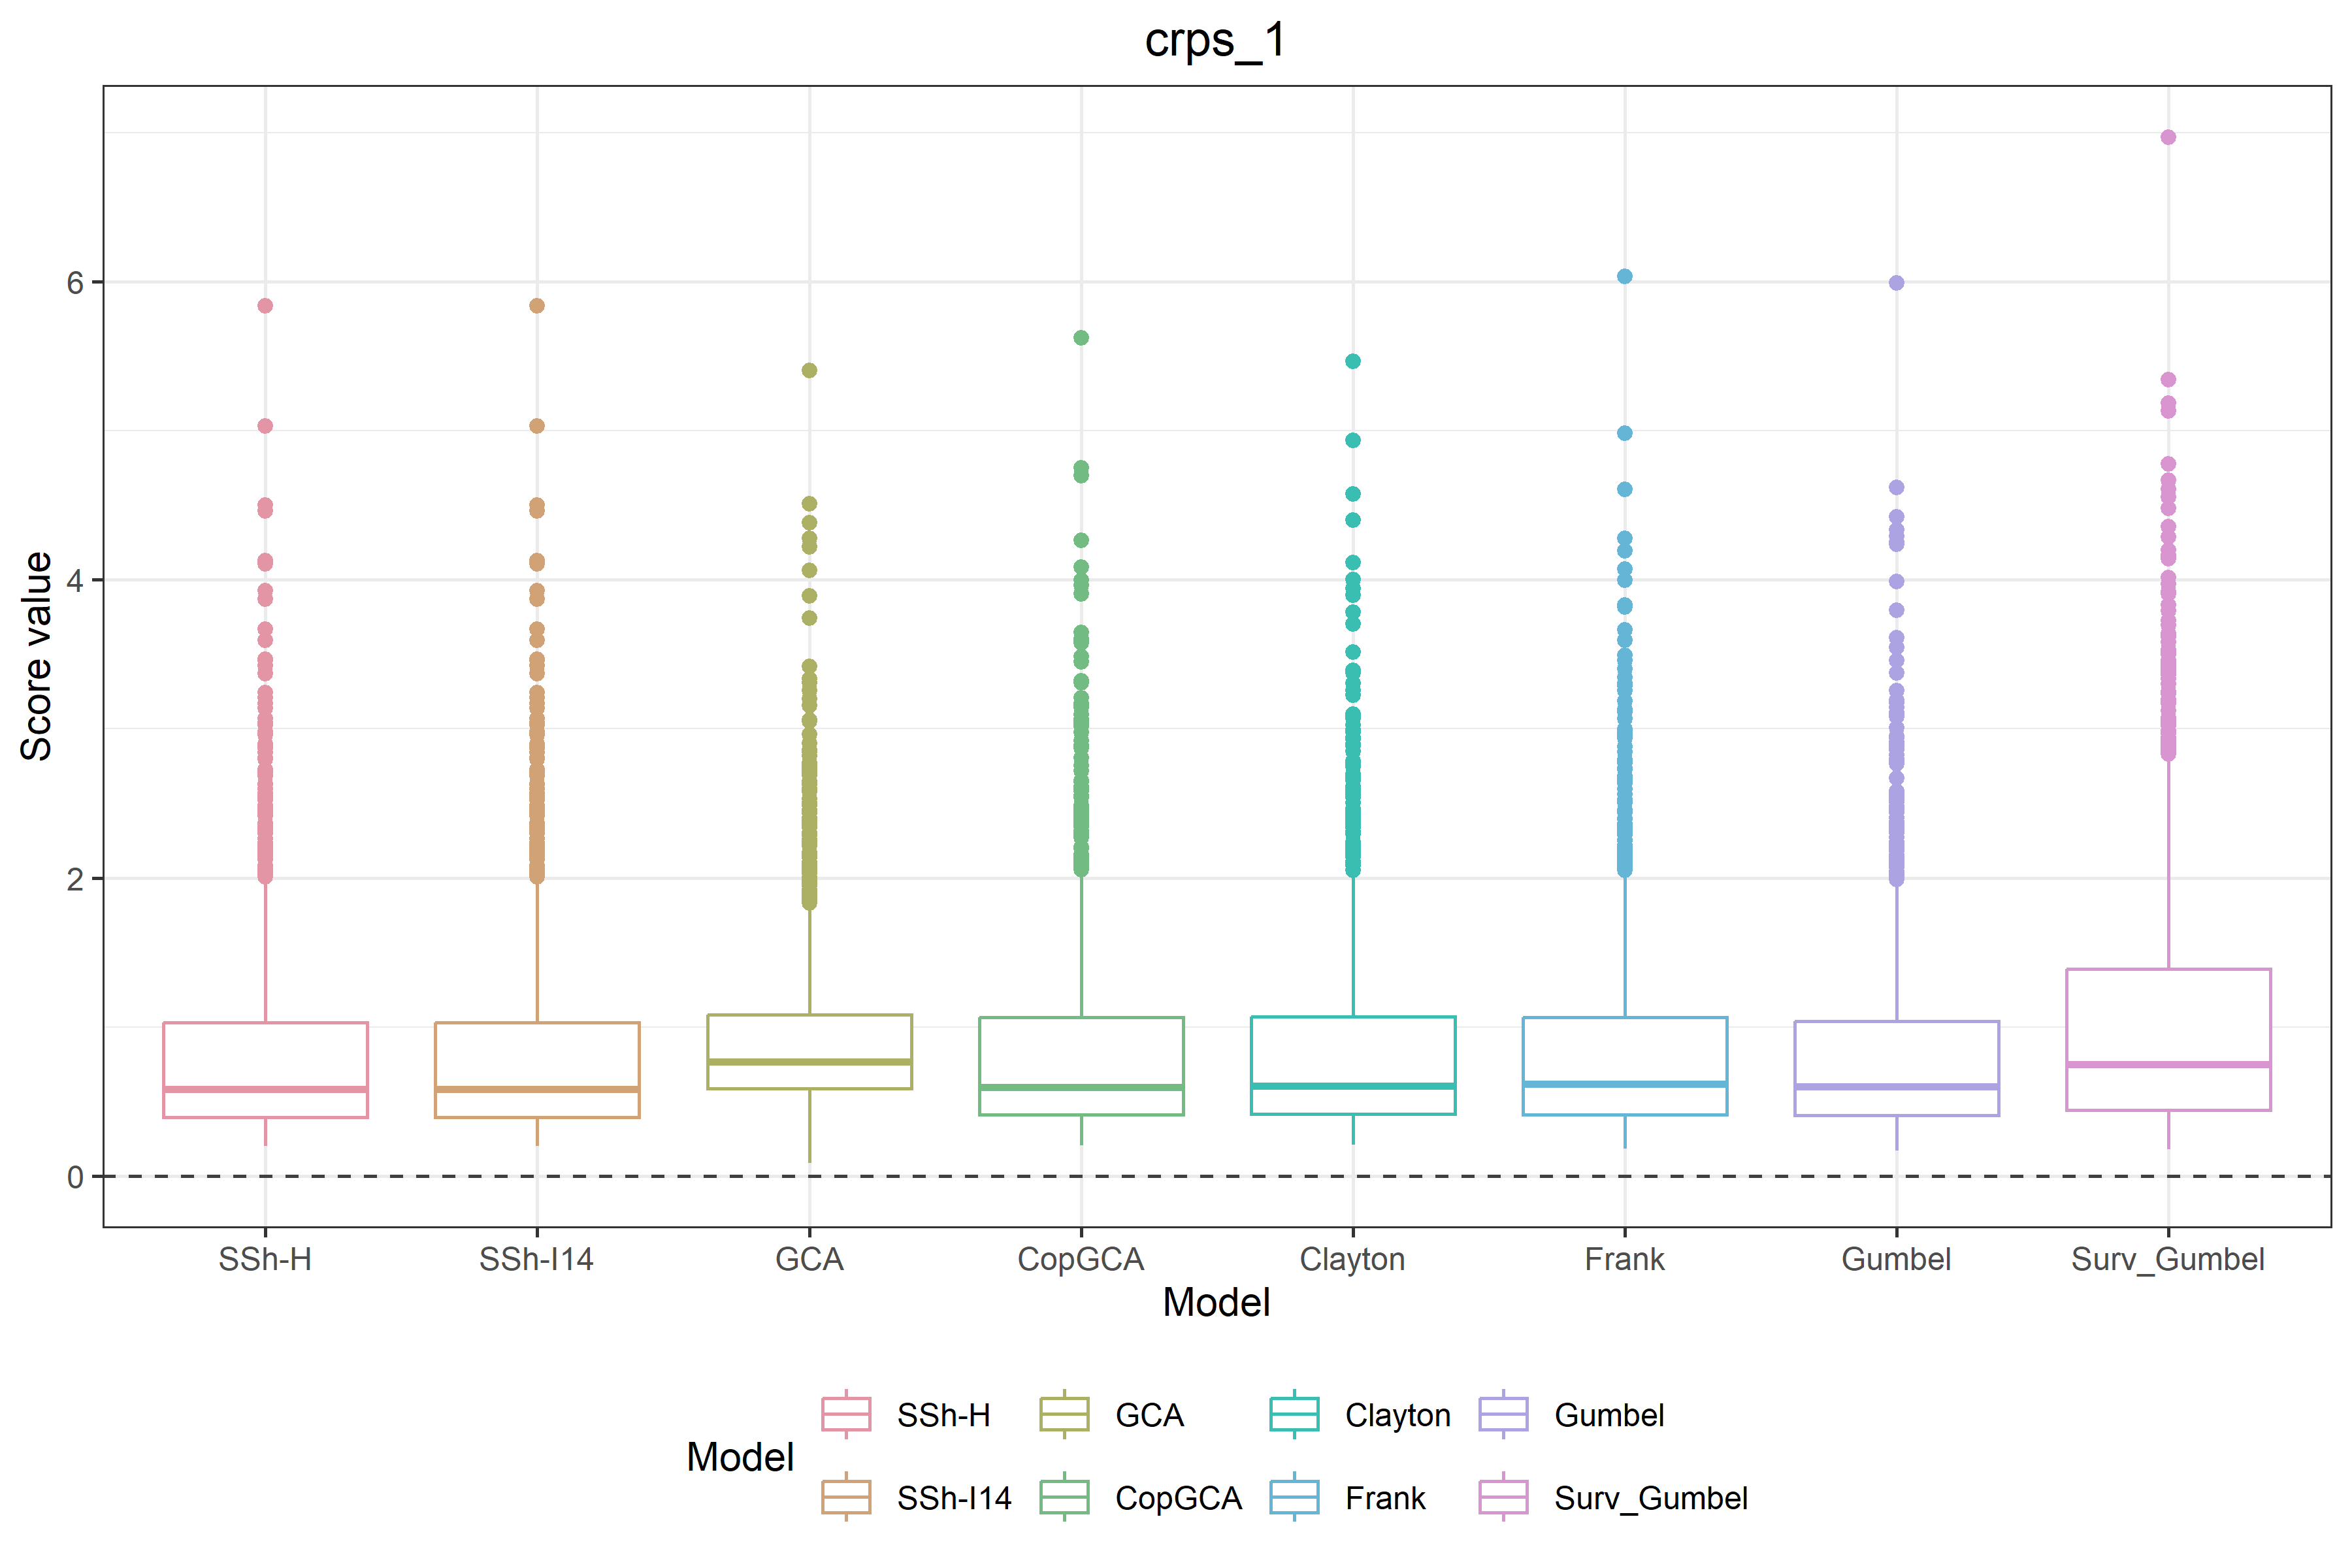 crps_1
Score value
6
4
2
0
SSh-H SSh-I14 GCA CopGCA Clayton Frank Gumbel Surv_Gumbel
Model
Model
SSh-H GCA Clayton Gumbel
SSh-I14 CopGCA Frank Surv_Gumbel